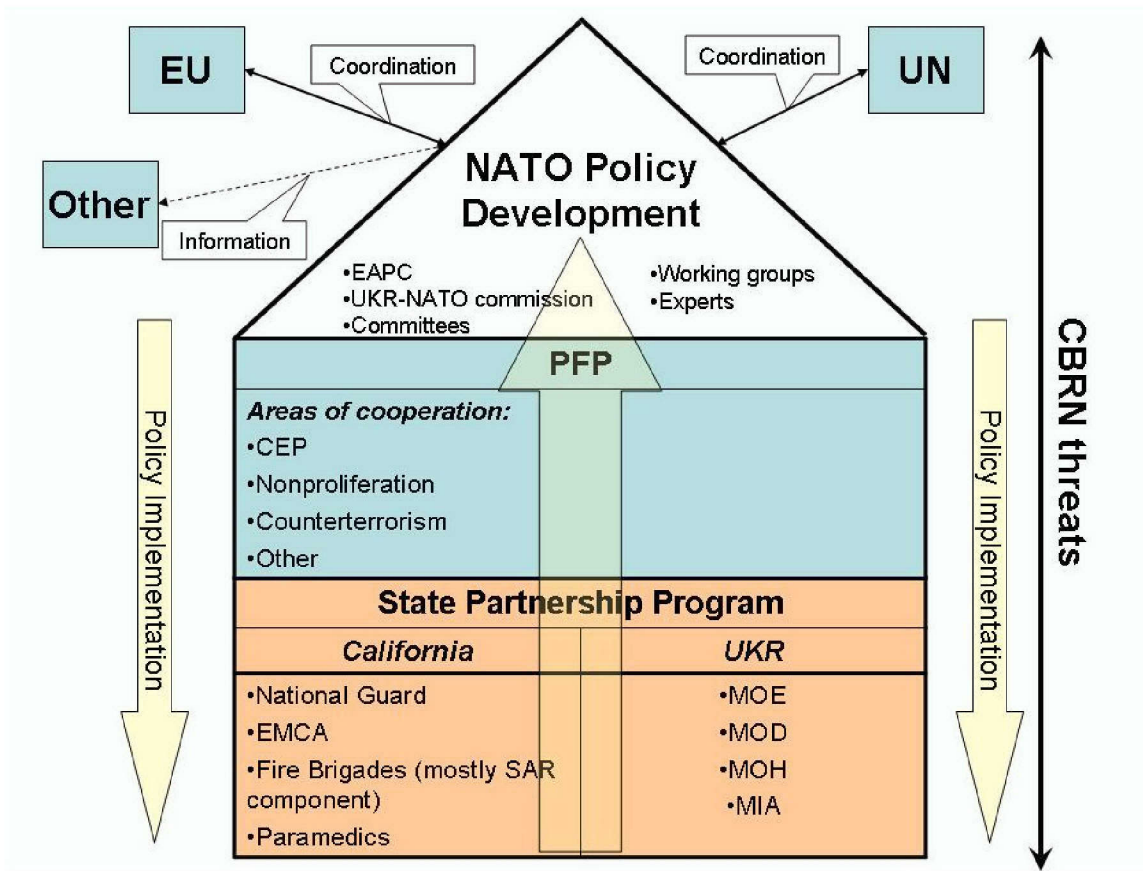 EU
Coordination
Coordination
UN
Other
Information
NATO Policy
Development
•EAPC
•UKR-NATO commission
•Committees
•Working groups
•Experts
PFP
Areas of cooperation:
•CEP
•Nonproliferation
•Counterterrorism
•Other
State Partnership Program
California
UKR
•National Guard
•EMCA
•Fire Brigades (mostly SAR
component)
•Paramedics
•MOE
•MOD
•MOH
•MIA
Policy Implementation
Policy Implementation
CBRN threats